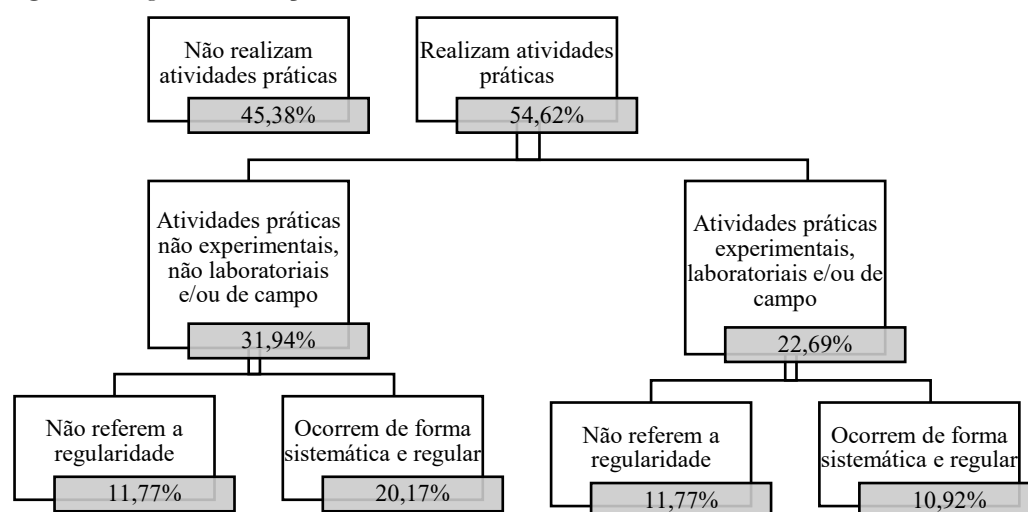 Não realizam
atividades práticas
45,38%
Realizam atividades
práticas
54,62%
Atividades práticas
não experimentais,
não laboratoriais
e/ou de campo
31,94%
Atividades práticas
experimentais,
laboratoriais e/ou de
campo
22,69%
Não referem a
regularidade
11,77%
Ocorrem de forma
sistemática e regular
20,17%
Não referem a
regularidade
11,77%
Ocorrem de forma
sistemática e regular
10,92%